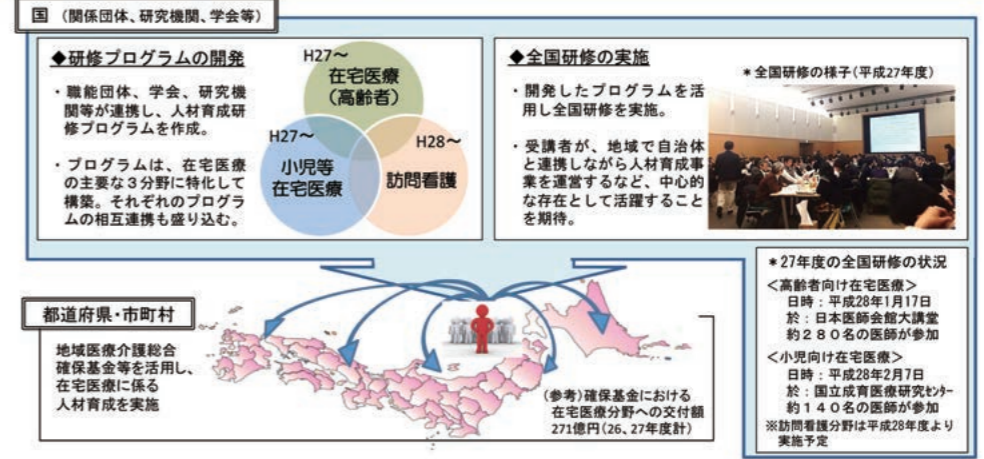 国（関係団体、研究機関、学会等）
◆研修プログラムの開発
・職能団体、学会、研究機
関等が連携し、人材育成研
修プログラムを作成。
・プログラムは、在宅医療
の主要な３分野に特化して
構築。それぞれのプログラ
ムの相互連携も盛り込む。
H27～
在宅医療
（高齢者）
H27～
小児等
在宅医療
H28～
訪問看護
◆全国研修の実施
・開発したプログラムを活
用し全国研修を実施。
・受講者が、地域で自治体
と連携しながら人材育成事
業を運営するなど、中心的
な存在として活躍すること
を期待。
＊全国研修の様子（平成27年度）
都道府県・市町村
地域医療介護総合
確保基金等を活用し、
在宅医療に係る
人材育成を実施
（参考）確保基金における
在宅医療分野への交付額
271億円（26、27年度計）
＊27年度の全国研修の状況
＜高齢者向け在宅医療＞
日時：平成28年1月17日
於：日本医師会館大講堂
約２８０名の医師が参加
＜小児向け在宅医療＞
日時：平成28年2月7日
於：国立成育医療研究ｾﾝﾀｰ
約１４０名の医師が参加
※訪問看護分野は平成28年度より
実施予定